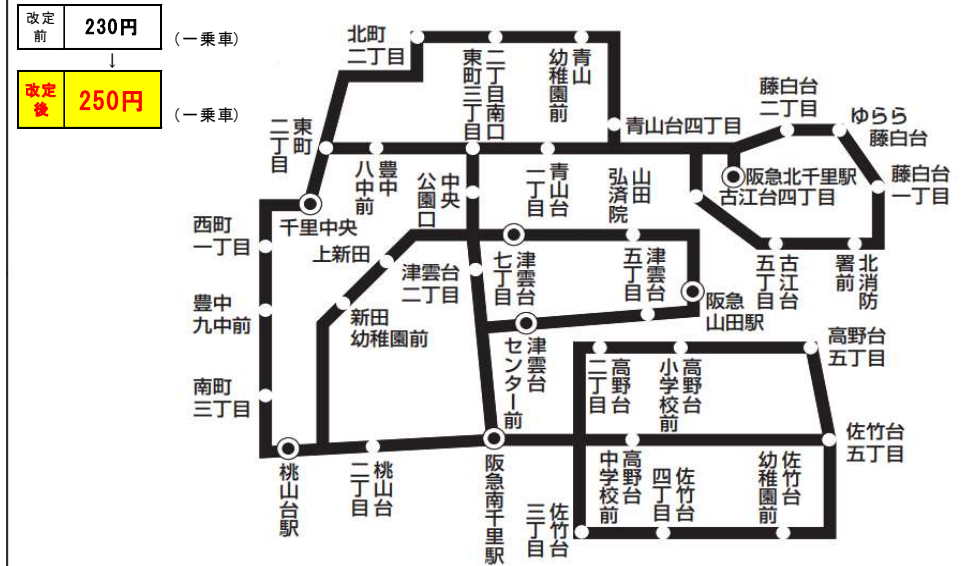 改定
前
230円
(一乗車)
↓
改定
後
250円
(一乗車)
北町
二丁目
東町三丁目
二丁目南口
青山
幼稚園前
青山台四丁目
藤白台
二丁目
ゆらら
藤白台
藤白台
一丁目
東町
二丁目
豊中
八中前
中央
公園口
青山台
一丁目
山田
弘済院
阪急北千里駅
古江台四丁目
千里中央
西町
一丁目
上新田
津雲台
二丁目
津雲台
七丁目
津雲台
五丁目
古江台
五丁目
北消防
署前
豊中
九中前
新田
幼稚園前
阪急
山田駅
津雲台
センター前
高野台
二丁目
高野台
小学校前
高野台
五丁目
南町
三丁目
佐竹台
五丁目
桃山台駅
桃山台
二丁目
阪急南千里駅
佐竹台
三丁目
高野台
中学校前
佐竹台
四丁目
佐竹台
幼稚園前